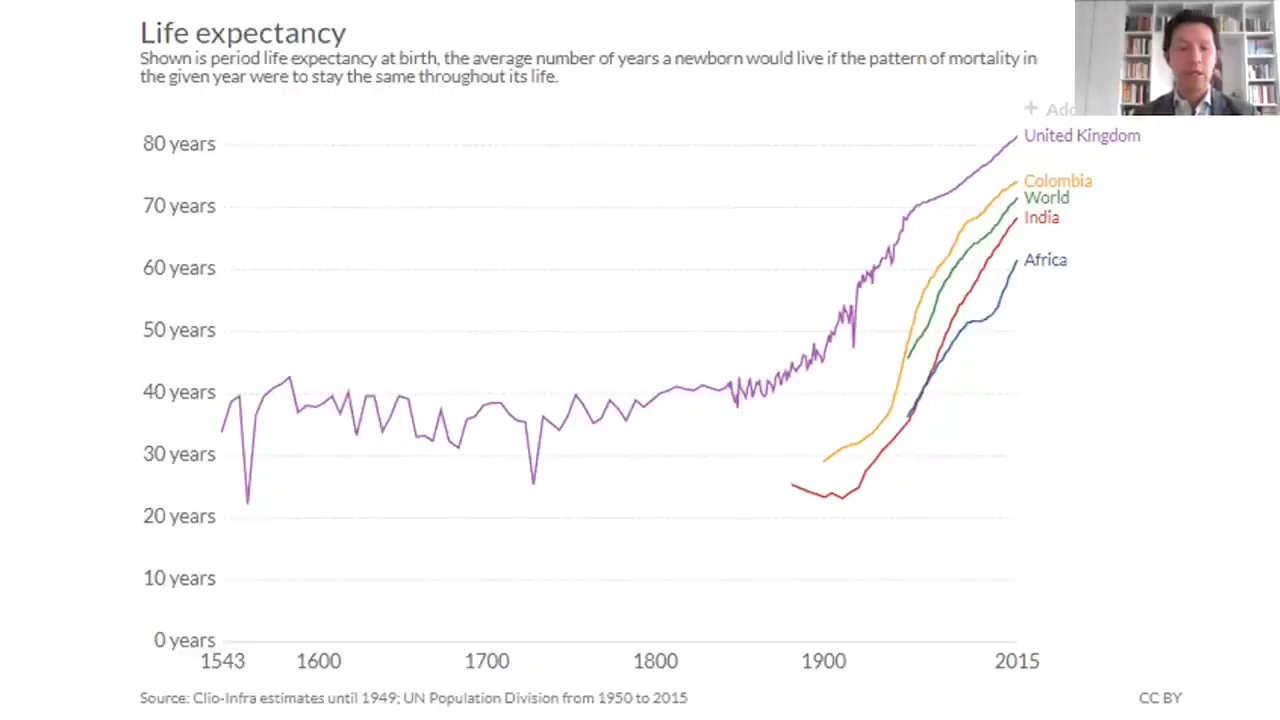 Life expectancy
Shown is period life expectancy at birth, the average number of years a newborn would live if the pattern of mortality in
the given year were to stay the same throughout its life.
+ Add
80 years
United Kingdom
Colombia
70 years
World
India
60 years
Africa
50 years
40 years
30 years
20 years
10 years
0 years
1543 1600 1700 1800 1900 2015
Source: Clio-Infra estimates until 1949; UN Population Division from 1950 to 2015
CC BY